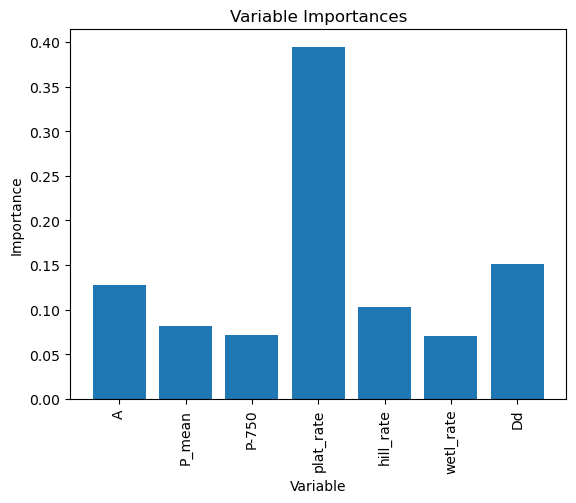 Variable Importances
0.40
0.35
0.30
0.25
0.20
0.15
0.10
0.05
0.00
Importance
A
P_mean
P-750
plat_rate
hill_rate
wetl_rate
Dd
Variable